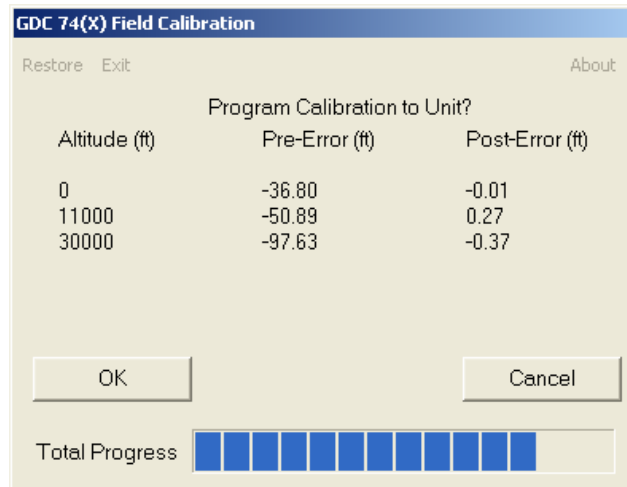 GDC 74(X) Field Calibration
Restore Exit About
Program Calibration to Unit?
Altitude (ft) Pre-Error (ft) Post-Error (ft)
0 -36.80 -0.01
11000 -50.89 0.27
30000 -97.63 -0.37
OK Cancel
Total Progress